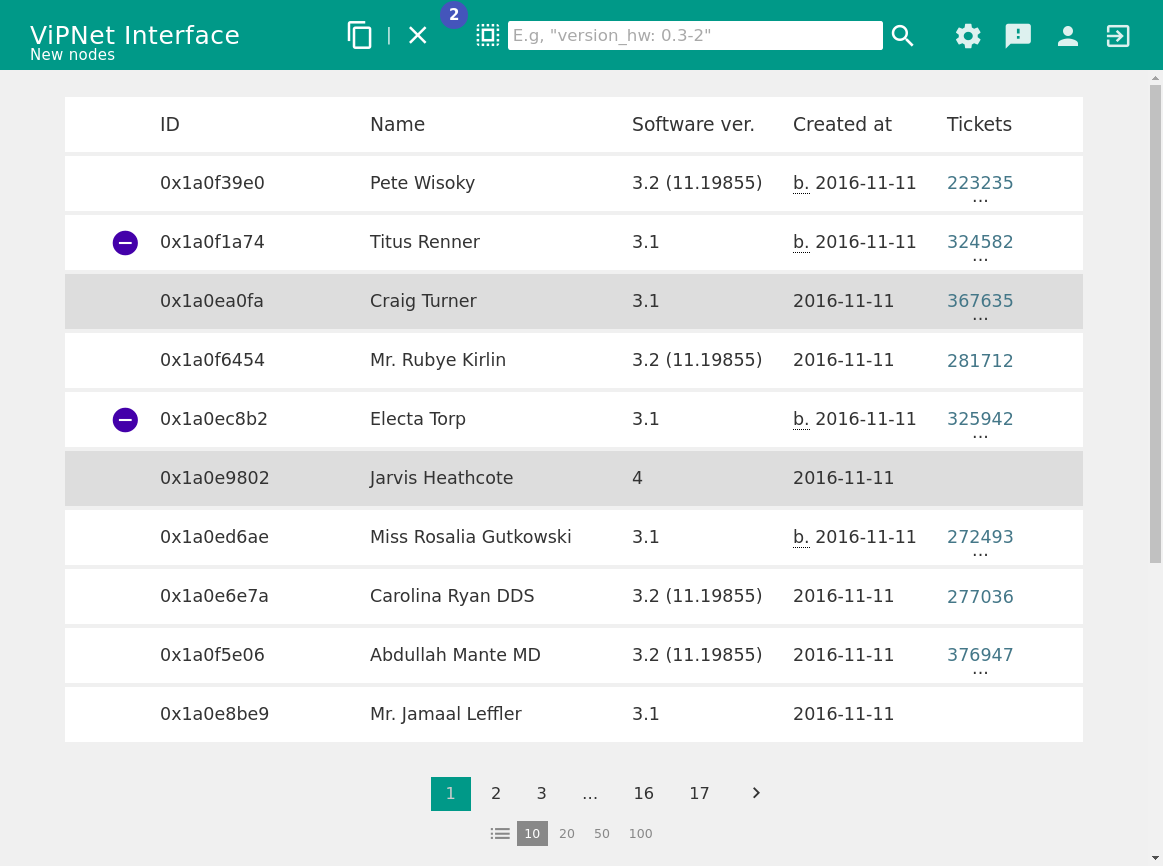 ViPNet Interface
New nodes
| 2 E.g, "version_hw: 0.3-2"
ID Name Software ver. Created at Tickets
0x1a0f39e0 Pete Wisoky 3.2 (11.19855) b. 2016-11-11 223235
...
0x1a0f1a74 Titus Renner 3.1 b. 2016-11-11 324582
...
0x1a0ea0fa Craig Turner 3.1 2016-11-11 367635
...
0x1a0f6454 Mr. Rubye Kirlin 3.2 (11.19855) 2016-11-11 281712
0x1a0ec8b2 Electa Torp 3.1 b. 2016-11-11 325942
...
0x1a0e9802 Jarvis Heathcote 4 2016-11-11
0x1a0ed6ae Miss Rosalia Gutkowski 3.1 b. 2016-11-11 272493
...
0x1a0e6e7a Carolina Ryan DDS 3.2 (11.19855) 2016-11-11 277036
0x1a0f5e06 Abdullah Mante MD 3.2 (11.19855) 2016-11-11 376947
...
0x1a0e8be9 Mr. Jamaal Leffler 3.1 2016-11-11
1 2 3 ... 16 17
10 20 50 100